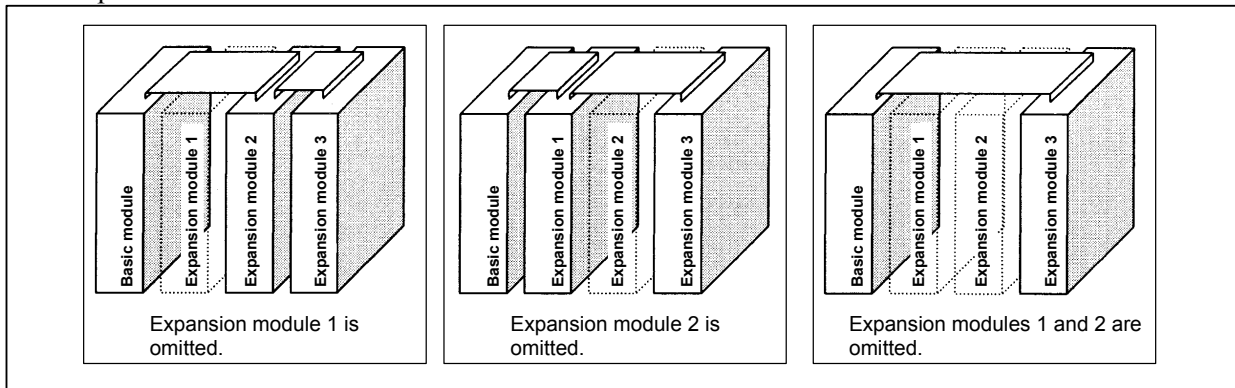 Basic module
Expansion module 1
Expansion module 2
Expansion module 3
Expansion module 1 is
omitted.
Basic module
Expansion module 1
Expansion module 2
Expansion module 3
Expansion module 2 is
omitted.
Basic module
Expansion module 1
Expansion module 2
Expansion module 3
Expansion modules 1 and 2 are
omitted.